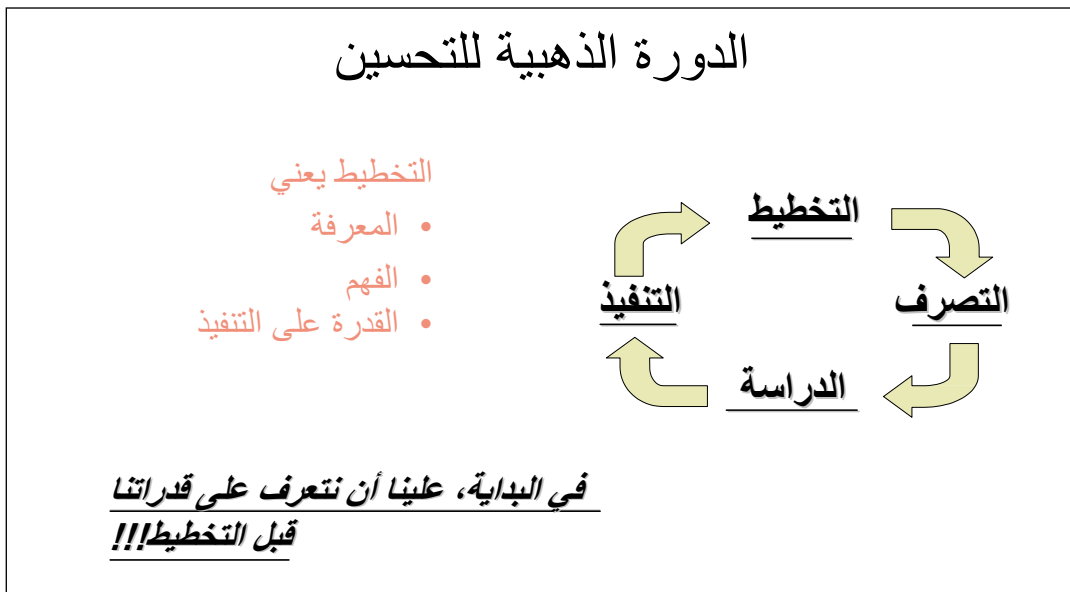 الدورة الذهبية للتحسين
التخطيط يعني
• المعرفة
• الفهم
• القدرة على التنفيذ
التخطيط
التصرف
التنفيذ
الدراسة
في البداية، علينا أن نتعرف على قدراتنا
قبل التخطيط!!!